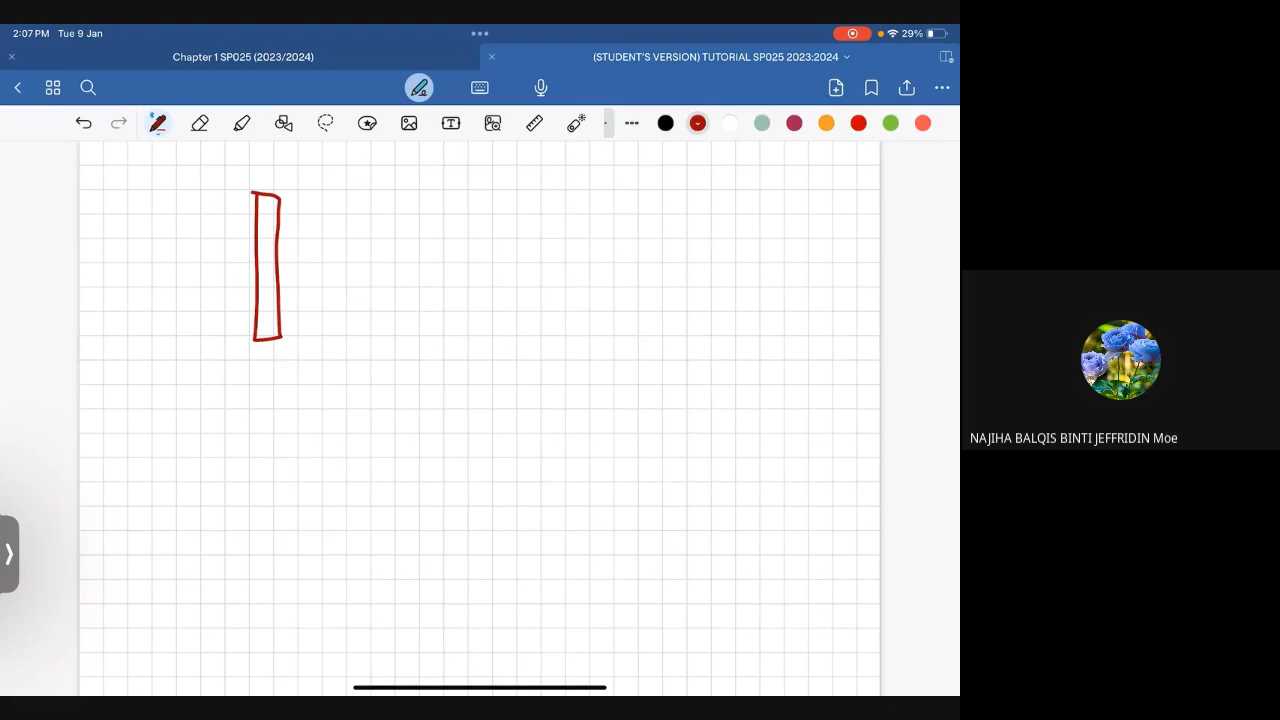 2:07 PM Tue 9 Jan
29%
Chapter 1 SP025 (2023/2024)
(STUDENT'S VERSION) TUTORIAL SP025 2023:2024
NAJIHA BALQIS BINTI JEFFRIDIN Moe